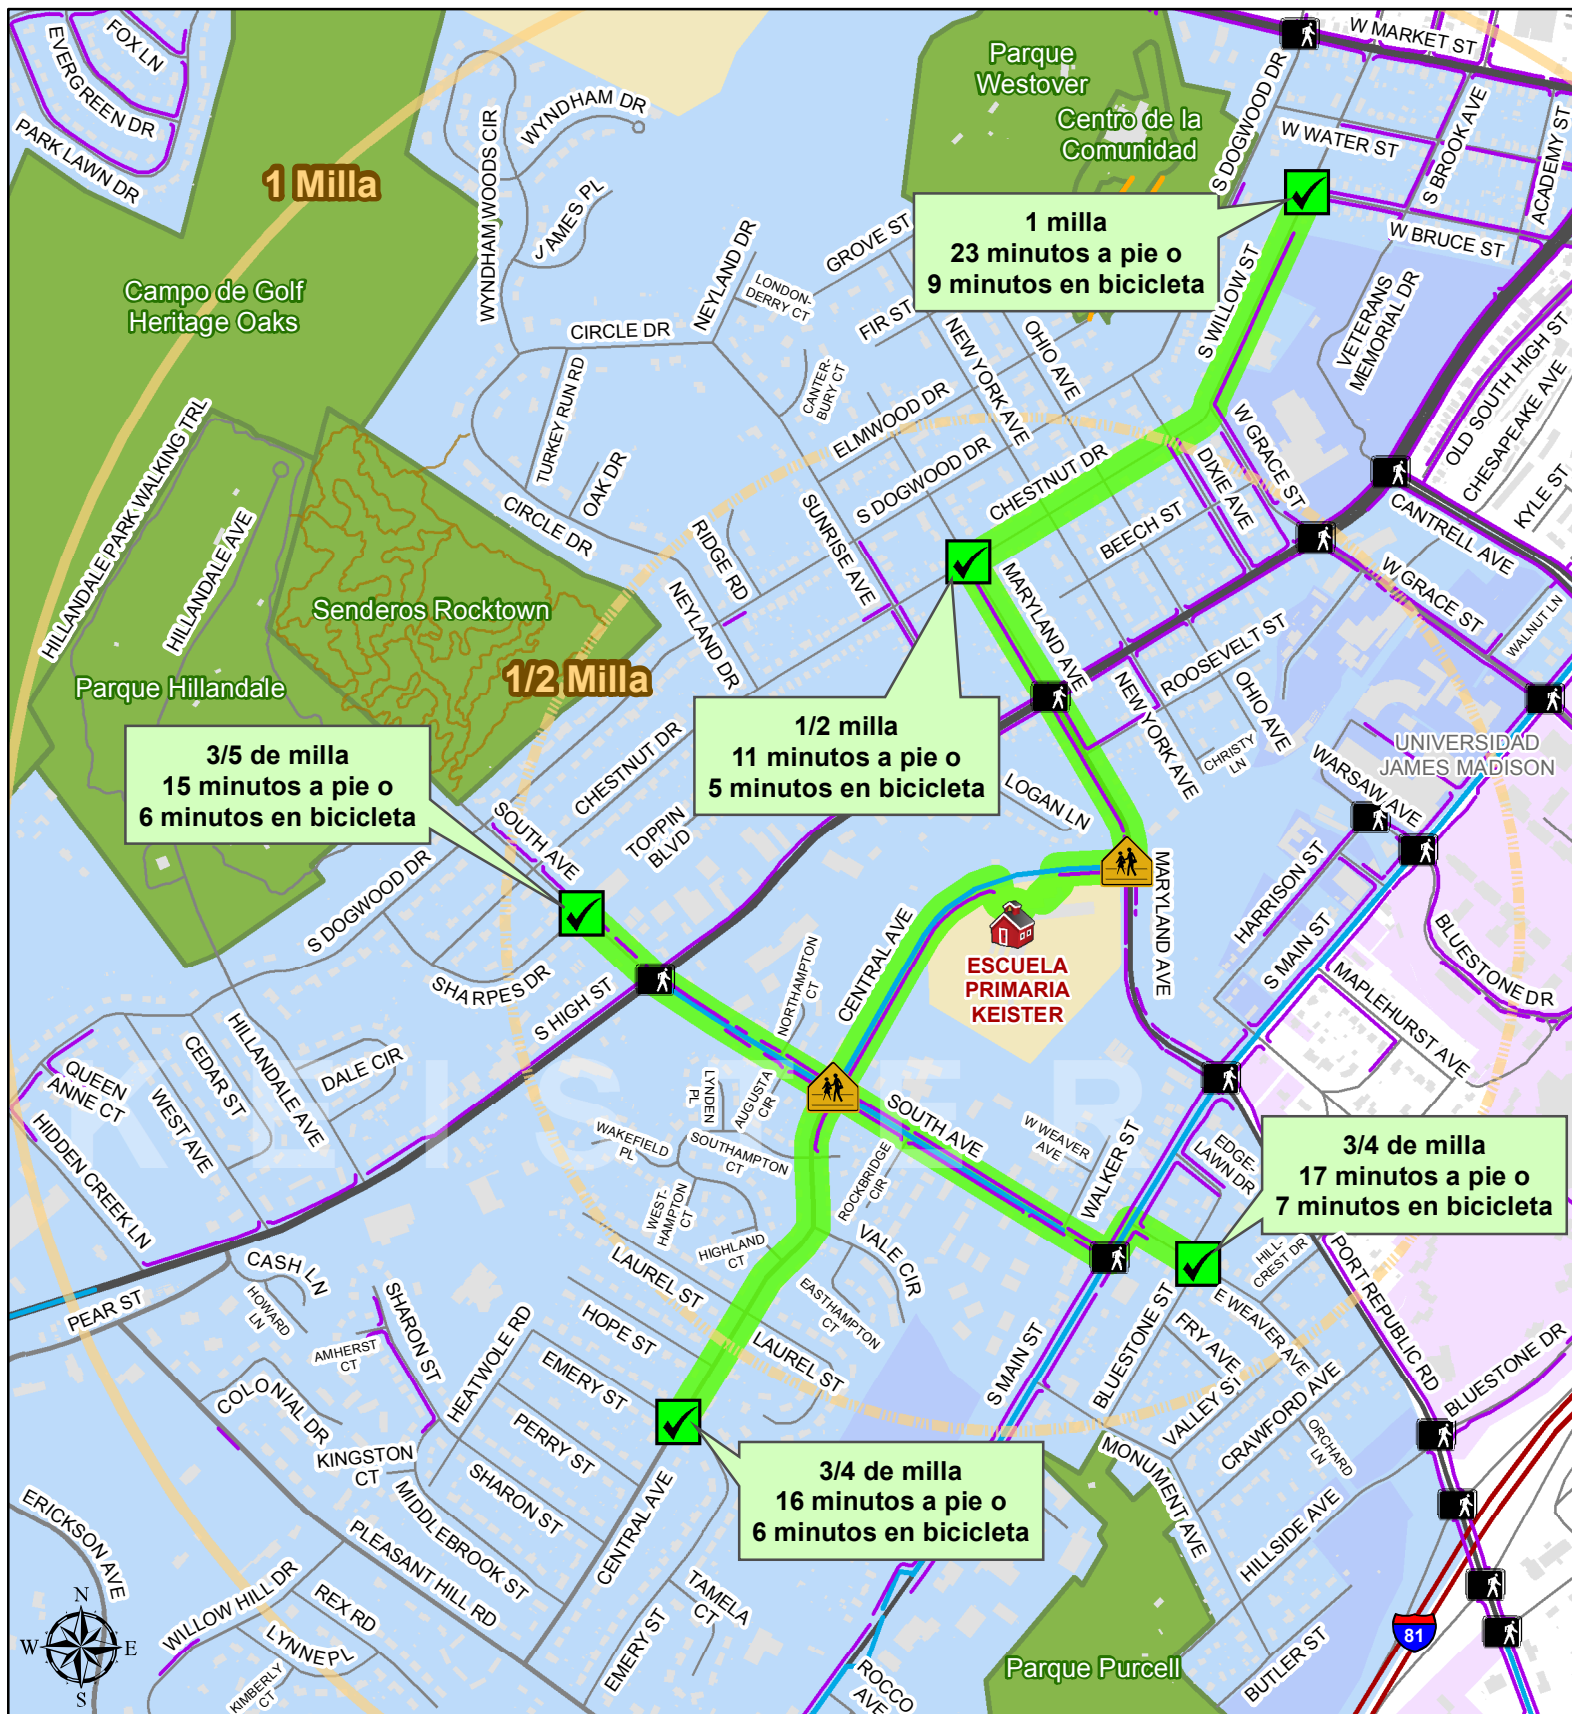 FOX LN
EVERGREEN DR
PARK LAWN DR
1 Milla
Campo de Golf
Heritage Oaks
WYNDHAM DR
WYNDHAM WOODS CIR
JAMES PL
Parque
Westover
Centro de la
Comunidad
W MARKET ST
S DOGWOOD DR
W WATER ST
S BROOK AVE
ACADEMY ST
W BRUCE ST
1 milla
23 minutos a pie o
9 minutos en bicicleta
NEYLAND DR
GROVE ST
LONDON-
DERRY CT
FIR ST
CIRCLE DR
S WILLOW ST
VETERANS
MEMORIAL DR
OLD SOUTH HIGH ST
CHESAPEAKE AVE
KYLE ST
NEW YORK AVE
OHIO AVE
CANTER-
BURY CT
TURKEY RUN RD
OAK DR
ELMWOOD DR
S DOGWOOD DR
CHESTNUT DR
W GRACE ST
DIXIE AVE
BEECH ST
CANTRELL AVE
W GRACE ST
WALNUT LN
HILLANDALE PARK WALKING TRL
HILLANDALE AVE
CIRCLE DR
RIDGE RD
SUNRISE AVE
Senderos Rocktown
NEYLAND DR
MARYLAND AVE
ROOSEVELT ST
Parque Hillandale
1/2 Milla
NEW YORK AVE
OHIO AVE
CHRISTY
LN
UNIVERSIDAD
JAMES MADISON
WARSAW AVE
3/5 de milla
15 minutos a pie o
6 minutos en bicicleta
1/2 milla
11 minutos a pie o
5 minutos en bicicleta
CHESTNUT DR
TOPPIN
BLVD
SOUTH AVE
LOGAN LN
MARYLAND AVE
HARRISON ST
S MAIN ST
BLUESTONE DR
MAPLEHURST AVE
S DOGWOOD DR
SHARPES DR
S HIGH ST
CENTRAL AVE
NORTHAMPTON
CT
ESCUELA
PRIMARIA
KEISTER
KEISTER
QUEEN
ANNE CT
CEDAR ST
HILLANDALE AVE
DALE CIR
WEST AVE
HIDDEN CREEK LN
LYNDEN
PL
AUGUSTA
CIR
WAKEFIELD
PL
SOUTHAMPTON
CT
SOUTH AVE
W WEAVER
AVE
WALKER ST
EDGE-
LAWN DR
3/4 de milla
17 minutos a pie o
7 minutos en bicicleta
WEST-
HAMPTON
CT
ROCKBRIDGE
CIR
HIGHLAND
CT
VALE CIR
EASTHAMPTON
CT
HILL-
CREST DR
PORT REPUBLIC RD
CASH LN
HOWARD
LN
PEAR ST
AMHERST
CT
SHARON ST
LAUREL ST
HOPE ST
LAUREL ST
HEATWOLE RD
EMERY ST
S MAIN ST
BLUESTONE ST
E WEAVER AVE
FRY AVE
VALLEY ST
CRAWFORD AVE
ORCHARD
LN
BLUESTONE DR
COLONIAL DR
KINGSTON
CT
PERRY ST
SHARON ST
MONUMENT AVE
HILLSIDE AVE
3/4 de milla
16 minutos a pie o
6 minutos en bicicleta
MIDDLEBROOK ST
PLEASANT HILL RD
CENTRAL AVE
ERICKSON AVE
WILLOW HILL DR
REX RD
LYNNE PL
KIMBERLY
CT
TAMELA
CT
EMERY ST
ROCCO
AVE
Parque Purcell
BUTLER ST
81
N
W
E
S